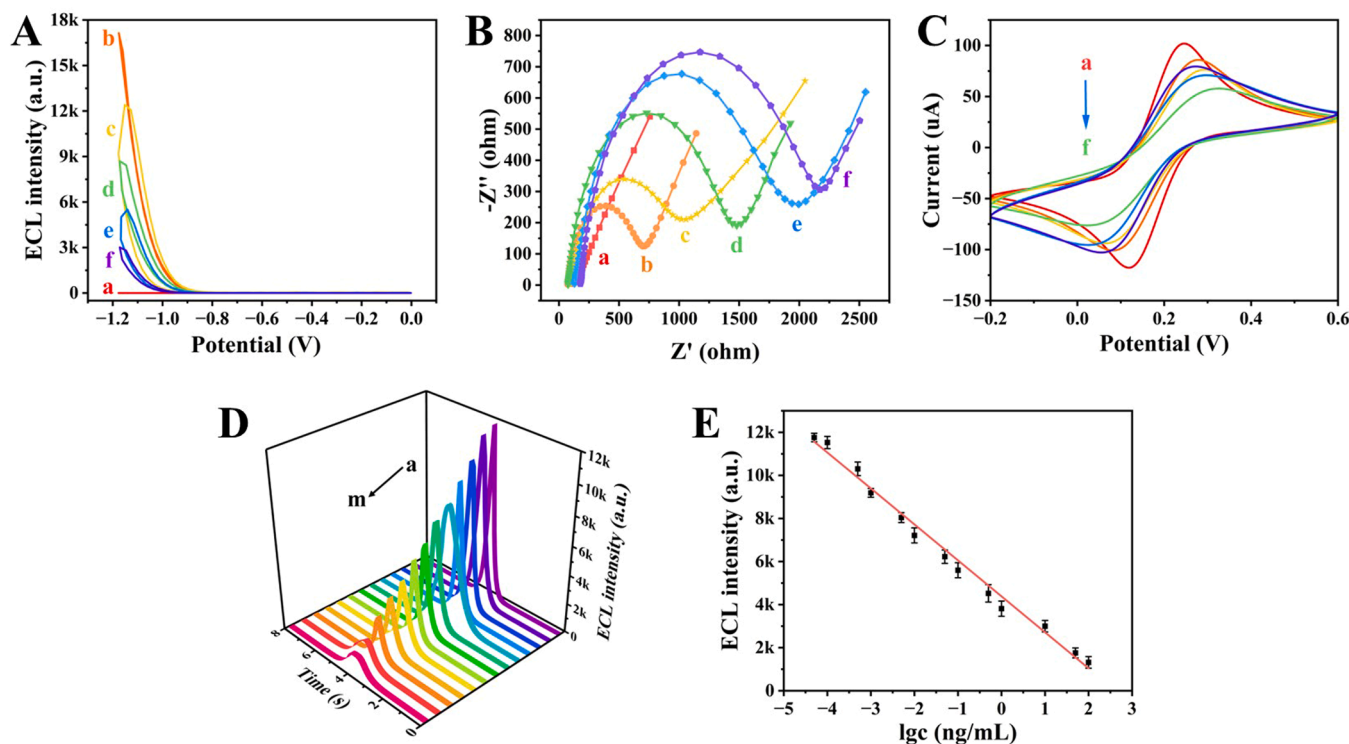 A
18k
15k
12k
9k
6k
3k
0
ECL intensity (a.u.)
b
c
d
e
f
a
−1.2 −1.0 −0.8 −0.6 −0.4 −0.2 0.0
Potential (V)
B
800
700
600
500
400
300
200
100
0
-Z'' (ohm)
a
b
c
d
e
f
0 500 1000 1500 2000 2500
Z' (ohm)
C
100
50
0
−50
−100
−150
Current (uA)
a
f
−0.2 0.0 0.2 0.4 0.6
Potential (V)
D
a
m
12k
10k
8k
6k
4k
2k
0
ECL intensity (a.u.)
8
6
4
2
0
Time (s)
E
12k
10k
8k
6k
4k
2k
0
ECL intensity (a.u.)
−5 −4 −3 −2 −1 0 1 2 3
lgc (ng/mL)